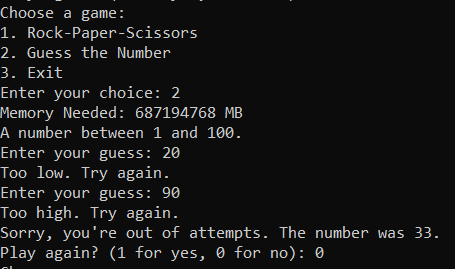 Choose a game:
1. Rock-Paper-Scissors
2. Guess the Number
3. Exit
Enter your choice: 2
Memory Needed: 687194768 MB
A number between 1 and 100.
Enter your guess: 20
Too low. Try again.
Enter your guess: 90
Too high. Try again.
Sorry, you're out of attempts. The number was 33.
Play again? (1 for yes, 0 for no): 0